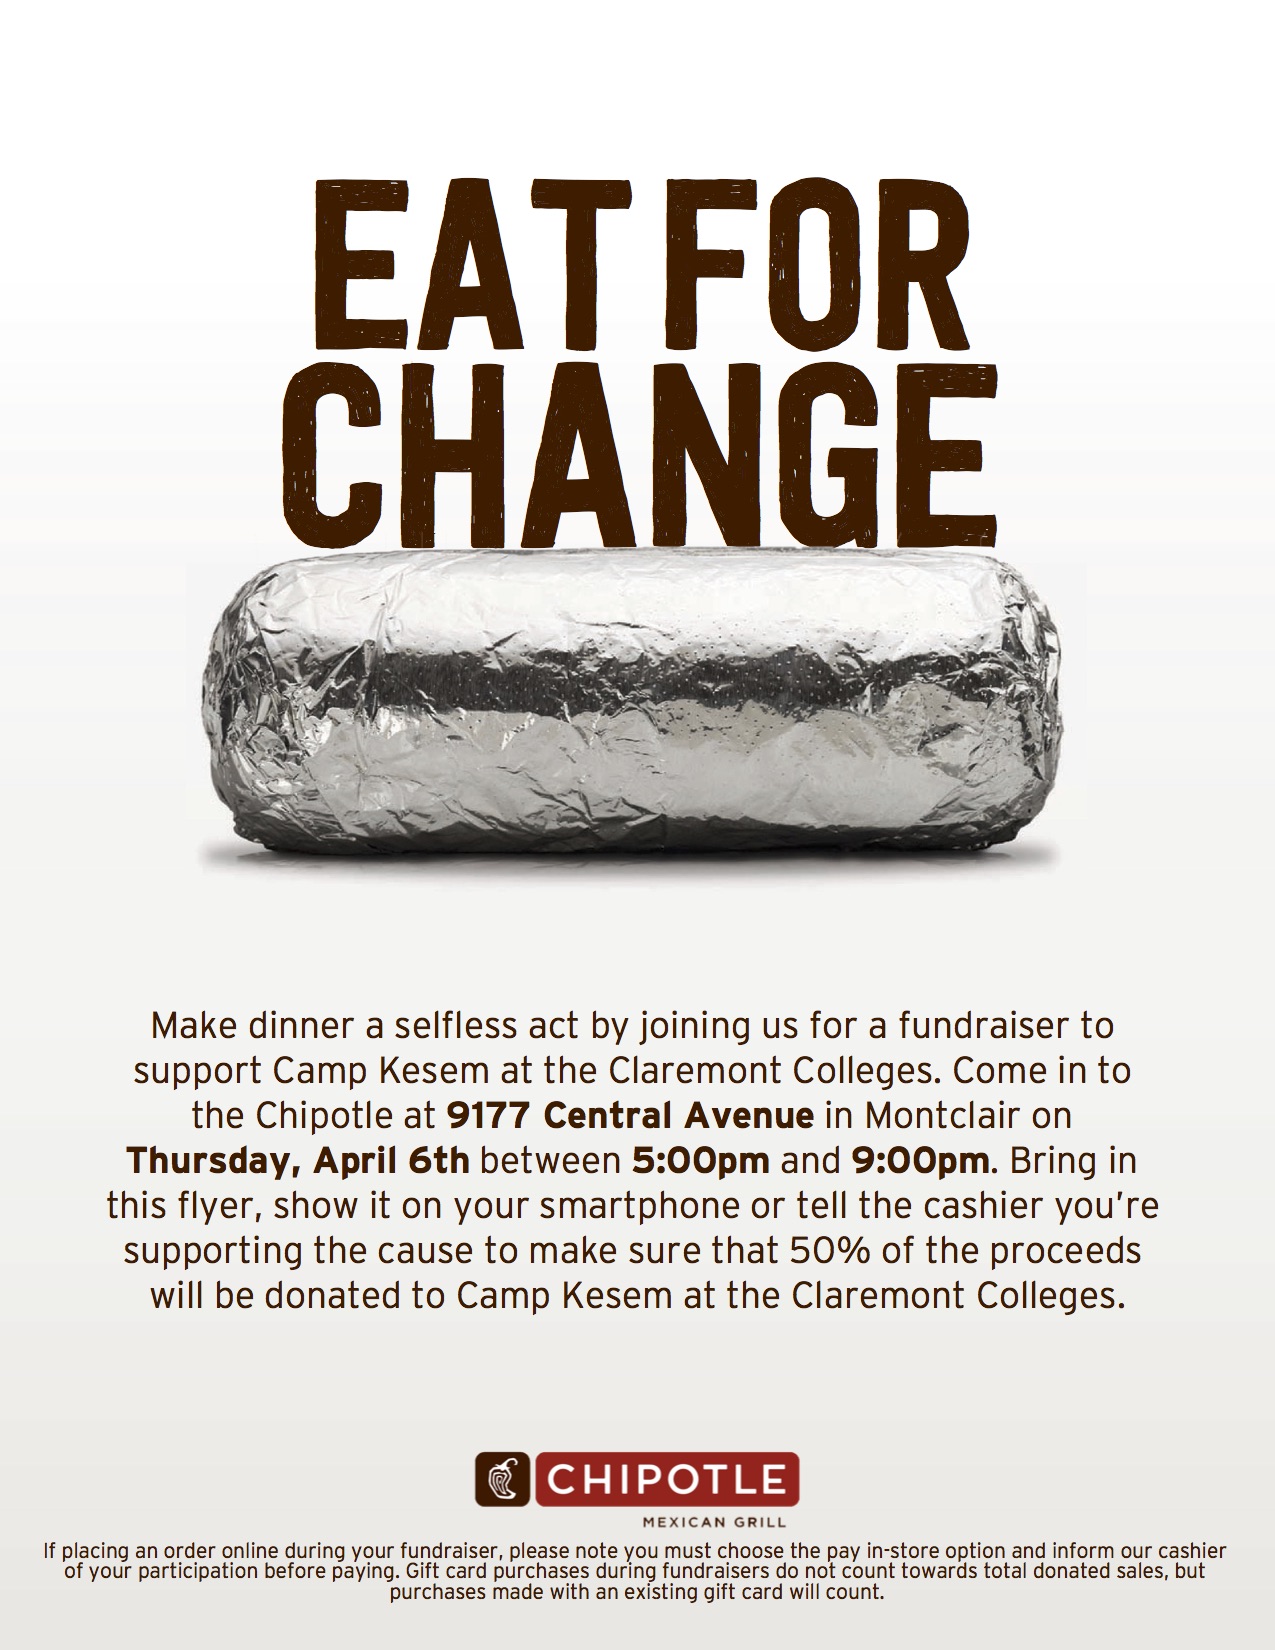 EAT FOR
CHANGE
Make dinner a selfless act by joining us for a fundraiser to
support Camp Kesem at the Claremont Colleges. Come in to
the Chipotle at 9177 Central Avenue in Montclair on
Thursday, April 6th between 5:00pm and 9:00pm. Bring in
this flyer, show it on your smartphone or tell the cashier you’re
supporting the cause to make sure that 50% of the proceeds
will be donated to Camp Kesem at the Claremont Colleges.
CHIPOTLE
MEXICAN GRILL
If placing an order online during your fundraiser, please note you must choose the pay in-store option and inform our cashier
of your participation before paying. Gift card purchases during fundraisers do not count towards total donated sales, but
purchases made with an existing gift card will count.